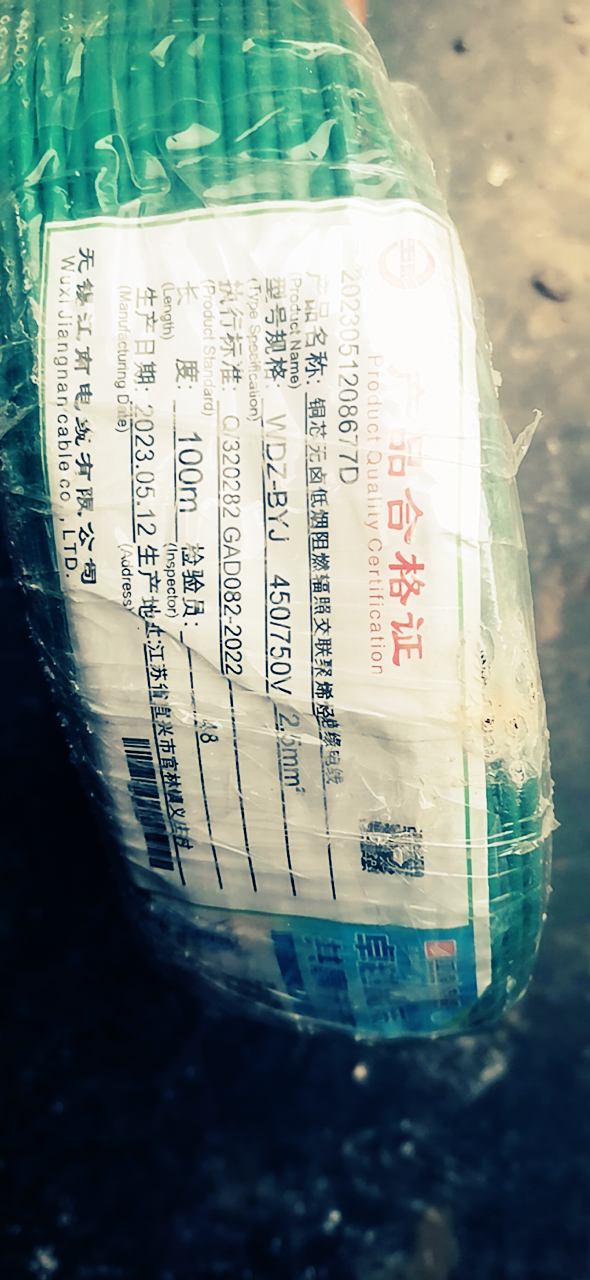 产品合格证
Product Quality Certification
2023051208677D
产品名称: 铜芯无卤低烟阻燃辐照交联聚烯烃绝缘电线
(Product Name)
型号规格: WDZ-BYJ 450/750V 2.5mm²
(Type Specification)
执行标准: Q/320282 GAD082-2022
(Product Standard)
长 度: 100m 检验员: 48
(Length) (Inspector)
生产日期: 2023.05.12 生产地址:江苏省宜兴市官林镇义庄村
(Manufacturing Date) (Address)
无锡江南电缆有限公司
Wuxi Jiangnan cable co., LTD.